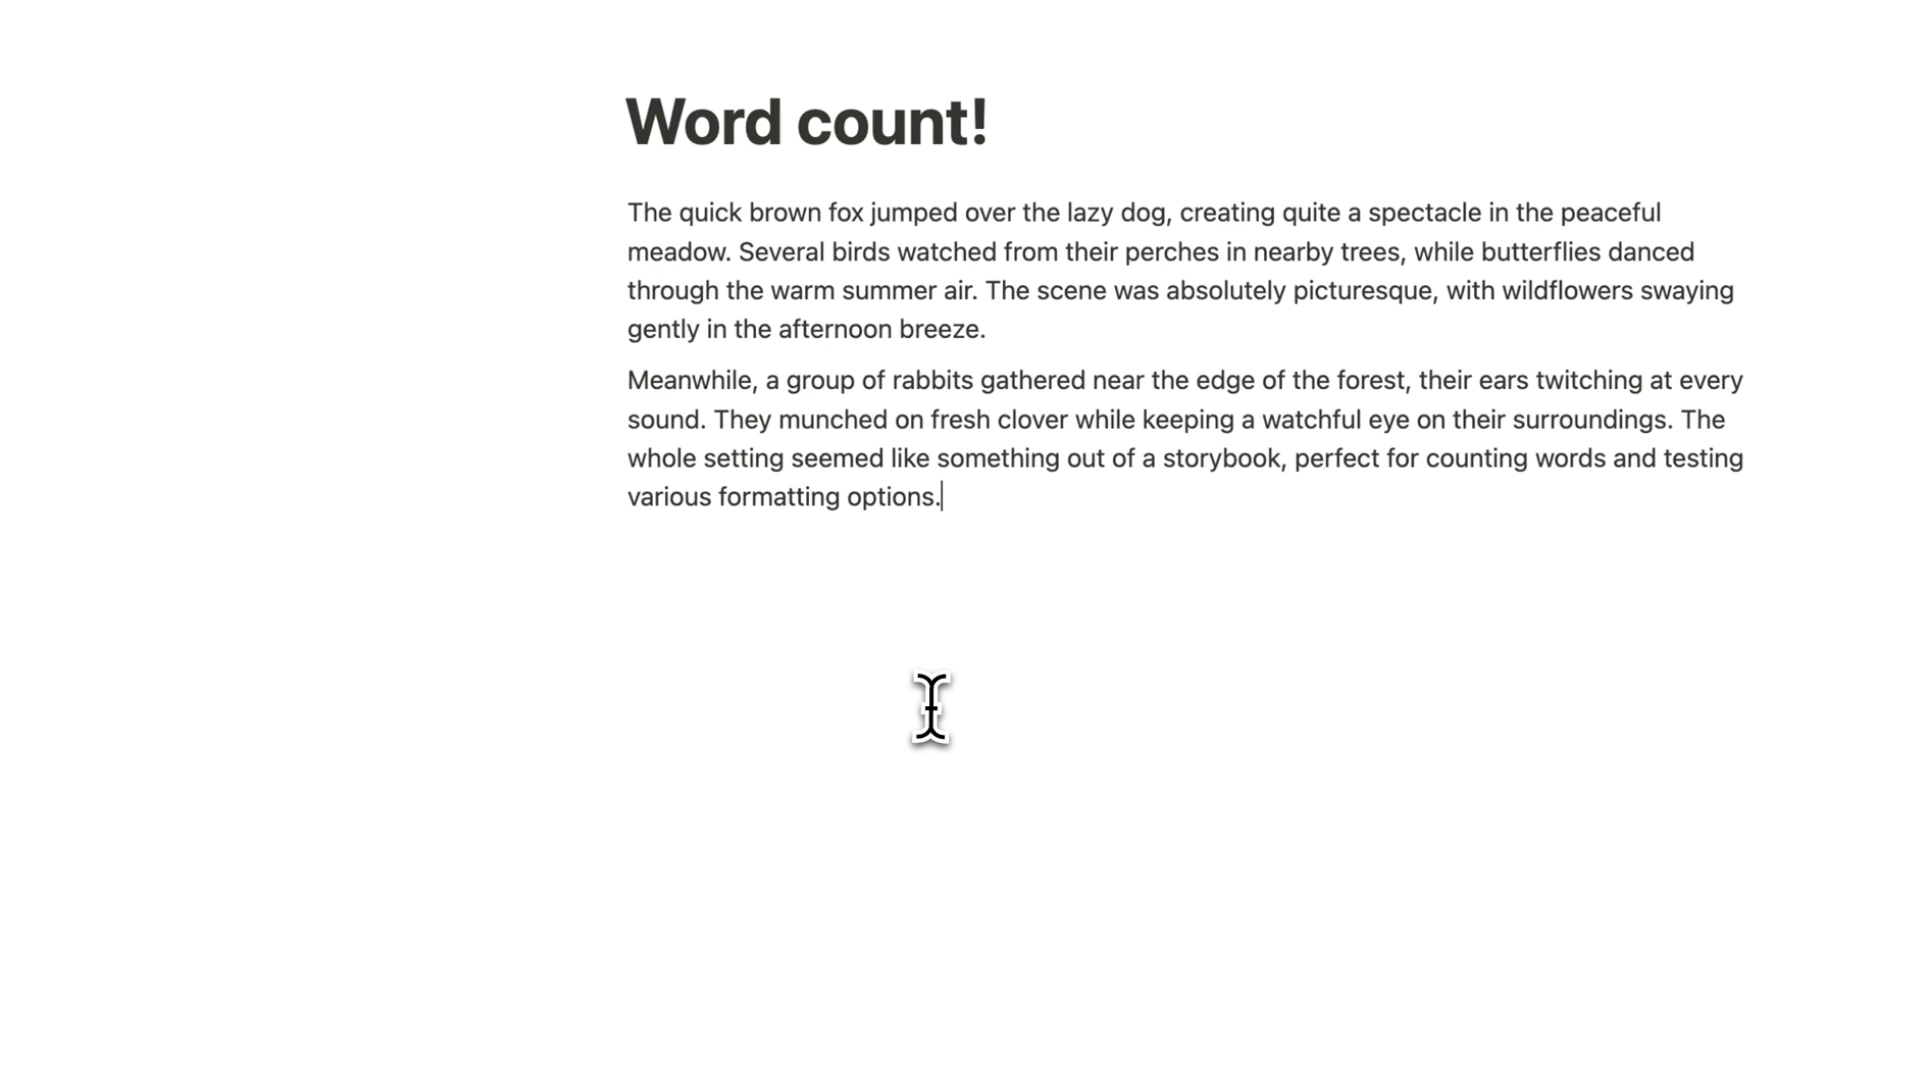 Word count!
The quick brown fox jumped over the lazy dog, creating quite a spectacle in the peaceful
meadow. Several birds watched from their perches in nearby trees, while butterflies danced
through the warm summer air. The scene was absolutely picturesque, with wildflowers swaying
gently in the afternoon breeze.
Meanwhile, a group of rabbits gathered near the edge of the forest, their ears twitching at every
sound. They munched on fresh clover while keeping a watchful eye on their surroundings. The
whole setting seemed like something out of a storybook, perfect for counting words and testing
various formatting options.